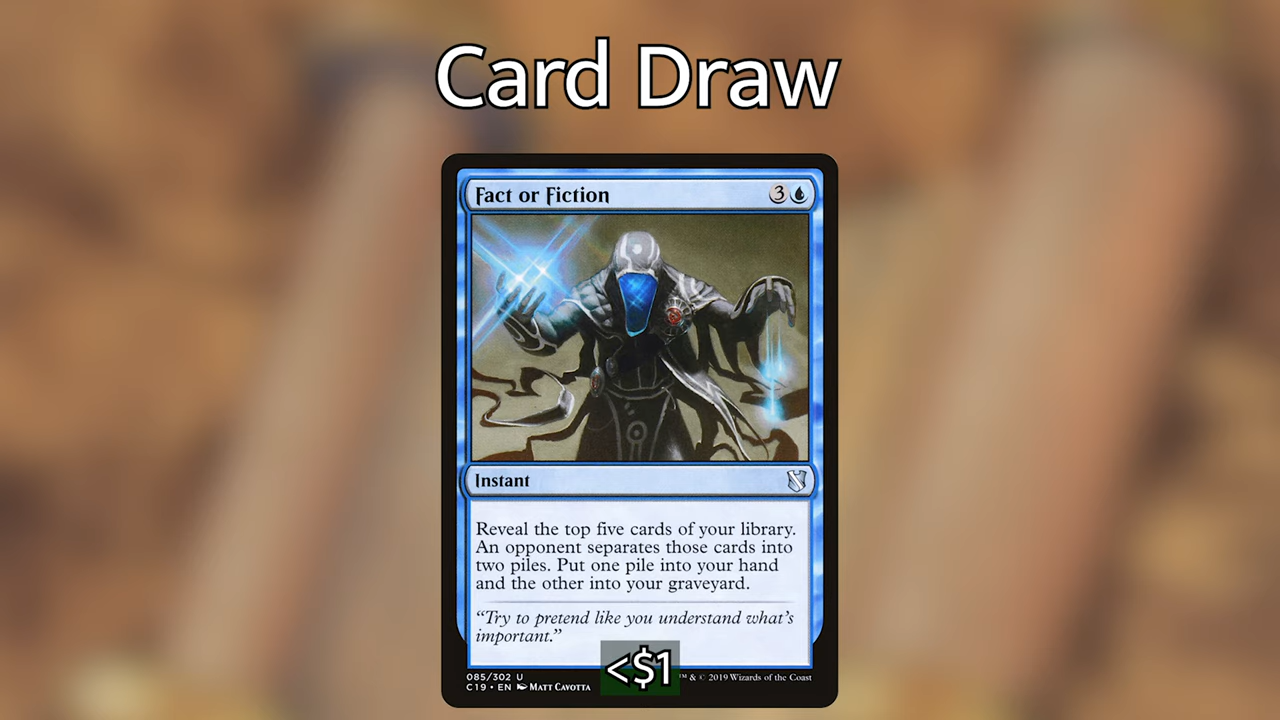 Card Draw
Fact or Fiction 3
Instant
Reveal the top five cards of your library.
An opponent separates those cards into
two piles. Put one pile into your hand
and the other into your graveyard.
“Try to pretend like you understand what’s
important.”
<$1
085/302 U
C19 • EN Matt Cavotta ™ & © 2019 Wizards of the Coast